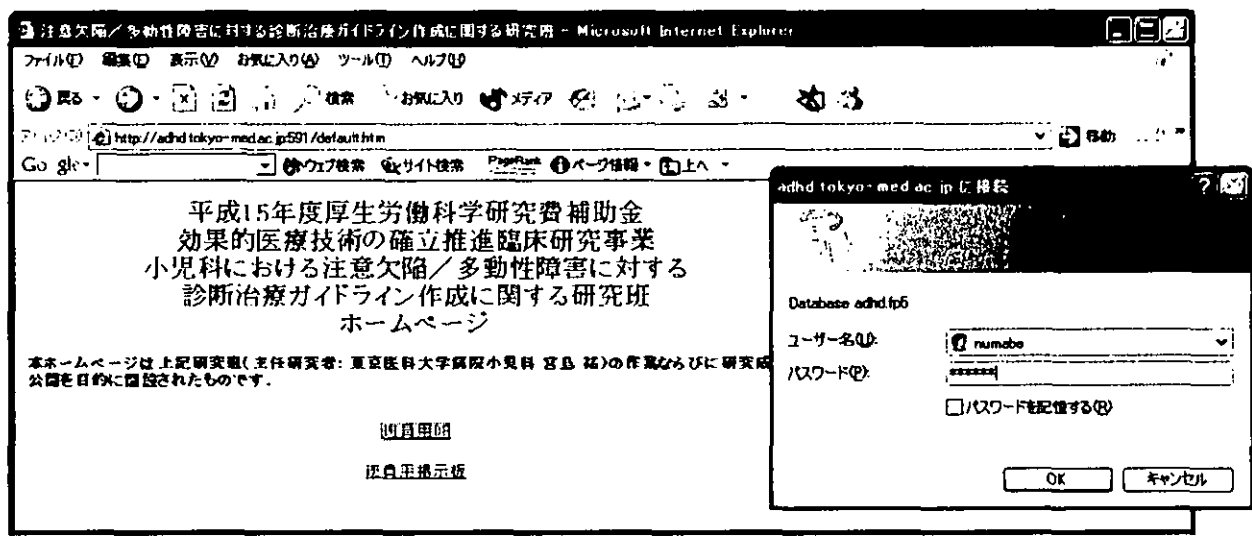 注意欠陥／多動性障害に対する診断治療ガイドライン作成に関する研究班 - Microsoft Internet Explorer
ファイル(F) 編集(E) 表示(V) お気に入り(A) ツール(T) ヘルプ(H)
戻る 検索 お気に入り メディア
http://adhd.tokyo-med.ac.jp:591/default.htm 移動
Go gle ウェブ検索 サイト検索 PageRank ページ情報 上へ
平成15年度厚生労働科学研究費補助金
効果的医療技術の確立推進臨床研究事業
小児科における注意欠陥／多動性障害に対する
診断治療ガイドライン作成に関する研究班
ホームページ
本ホームページは上記研究班(主任研究者: 東京医科大学病院小児科 宮島 祐)の作業ならびに研究成
公開を目的に開設されたものです.
班員用掲示板
adhd.tokyo-med.ac.jp に接続
Database adhd.fp5
ユーザー名(U): numabe
パスワード(P): ******
パスワードを記憶する(R)
OK キャンセル